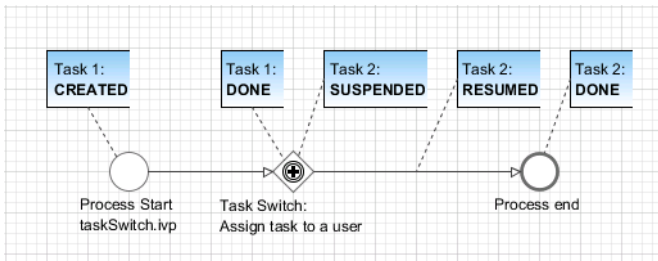 Task 1:
CREATED
Task 1:
DONE
Task 2:
SUSPENDED
Task 2:
RESUMED
Task 2:
DONE
Process Start
taskSwitch.ivp
Task Switch:
Assign task to a user
Process end